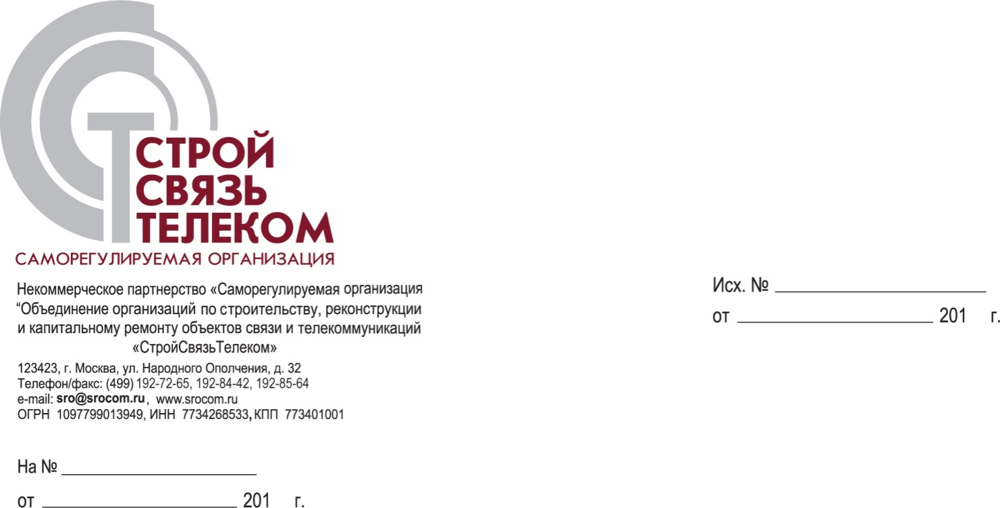 СТРОЙ
СВЯЗЬ
ТЕЛЕКОМ
САМОРЕГУЛИРУЕМАЯ ОРГАНИЗАЦИЯ
Некоммерческое партнерство «Саморегулируемая организация
“Объединение организаций по строительству, реконструкции
и капитальному ремонту объектов связи и телекоммуникаций
«СтройСвязьТелеком»
123423, г. Москва, ул. Народного Ополчения, д. 32
Телефон/факс: (499) 192-72-65, 192-84-42, 192-85-64
e-mail: sro@srocom.ru, www.srocom.ru
ОГРН 1097799013949, ИНН 7734268533, КПП 773401001
Исх. № ____________________
от ____________________ 201 г.
На № ____________________
от ____________________ 201 г.